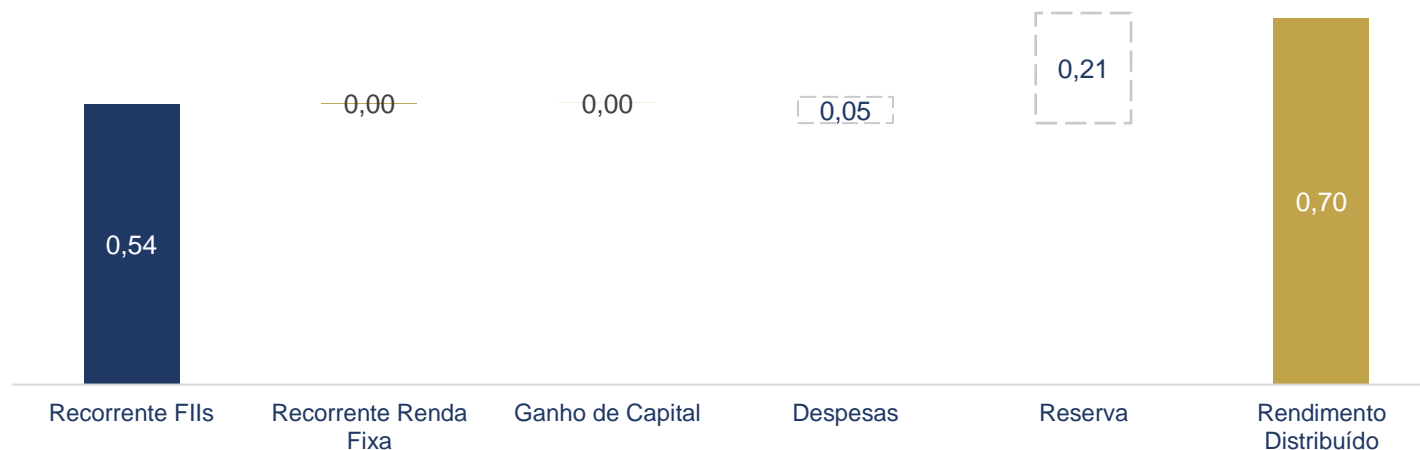 0,54
0,00
0,00
0,05
0,21
0,70
Recorrente FIIs
Recorrente Renda
Fixa
Ganho de Capital
Despesas
Reserva
Rendimento
Distribuído